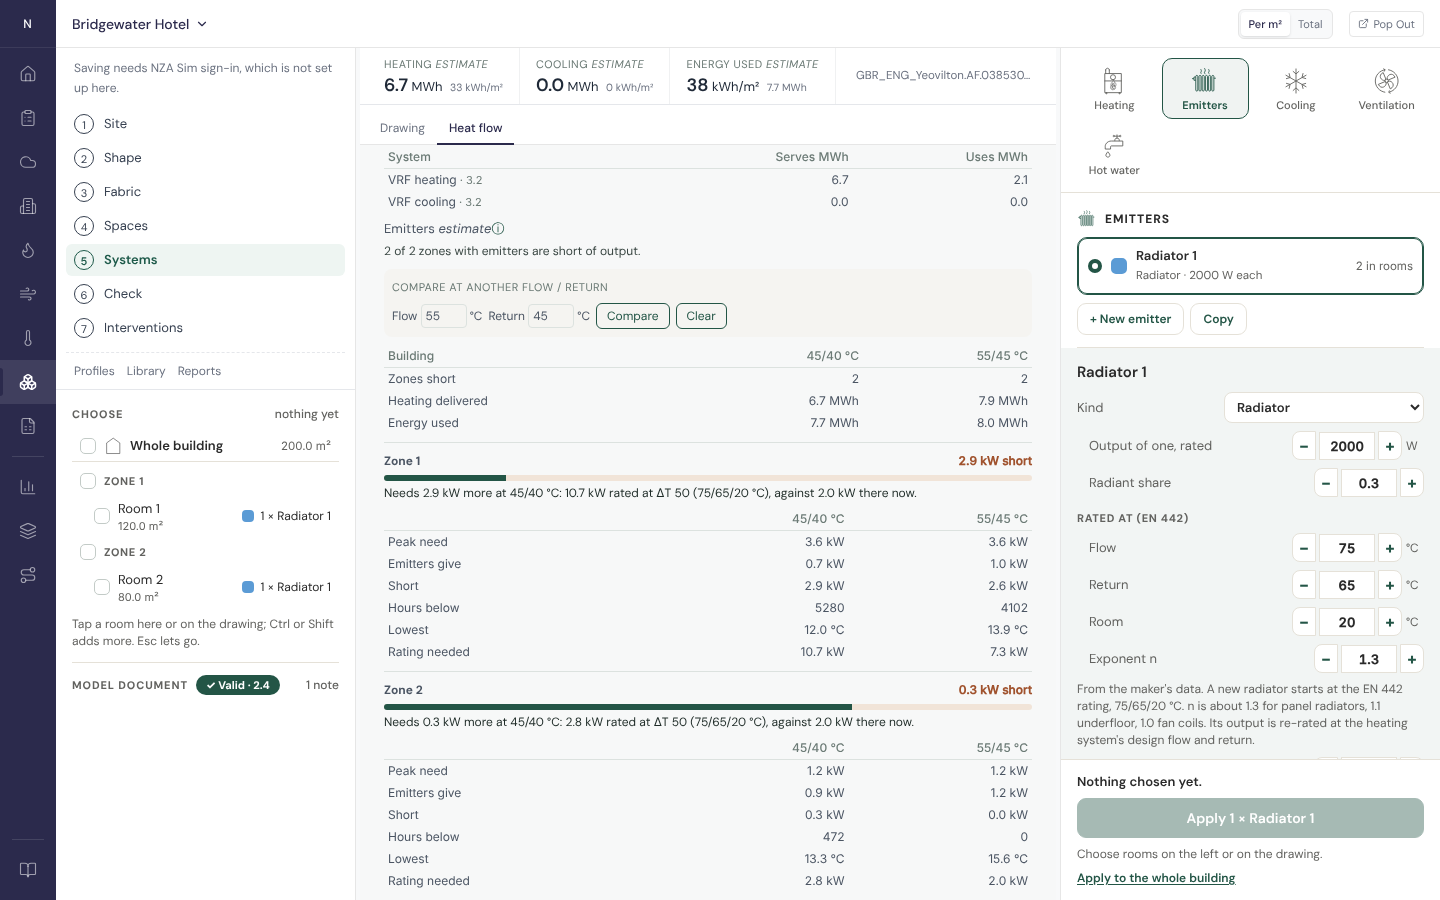 N
Bridgewater Hotel
Per m²
Total
Pop Out
Saving needs NZA Sim sign-in, which is not set
up here.
1 Site
2 Shape
3 Fabric
4 Spaces
5 Systems
6 Check
7 Interventions
Profiles Library Reports
CHOOSE nothing yet
Whole building 200.0 m²
ZONE 1
Room 1
120.0 m²
1 × Radiator 1
ZONE 2
Room 2
80.0 m²
1 × Radiator 1
Tap a room here or on the drawing; Ctrl or Shift
adds more. Esc lets go.
MODEL DOCUMENT ✓ Valid · 2.4 1 note
HEATING ESTIMATE
6.7 MWh 33 kWh/m²
COOLING ESTIMATE
0.0 MWh 0 kWh/m²
ENERGY USED ESTIMATE
38 kWh/m² 7.7 MWh
GBR_ENG_Yeovilton.AF.038530...
Drawing Heat flow
System Serves MWh Uses MWh
VRF heating · 3.2 6.7 2.1
VRF cooling · 3.2 0.0 0.0
Emitters estimate ⓘ
2 of 2 zones with emitters are short of output.
COMPARE AT ANOTHER FLOW / RETURN
Flow 55 °C Return 45 °C Compare Clear
Building 45/40 °C 55/45 °C
Zones short 2 2
Heating delivered 6.7 MWh 7.9 MWh
Energy used 7.7 MWh 8.0 MWh
Zone 1 2.9 kW short
Needs 2.9 kW more at 45/40 °C: 10.7 kW rated at ΔT 50 (75/65/20 °C), against 2.0 kW there now.
45/40 °C 55/45 °C
Peak need 3.6 kW 3.6 kW
Emitters give 0.7 kW 1.0 kW
Short 2.9 kW 2.6 kW
Hours below 5280 4102
Lowest 12.0 °C 13.9 °C
Rating needed 10.7 kW 7.3 kW
Zone 2 0.3 kW short
Needs 0.3 kW more at 45/40 °C: 2.8 kW rated at ΔT 50 (75/65/20 °C), against 2.0 kW there now.
45/40 °C 55/45 °C
Peak need 1.2 kW 1.2 kW
Emitters give 0.9 kW 1.2 kW
Short 0.3 kW 0.0 kW
Hours below 472 0
Lowest 13.3 °C 15.6 °C
Rating needed 2.8 kW 2.0 kW
Heating
Emitters
Cooling
Ventilation
Hot water
EMITTERS
Radiator 1
Radiator · 2000 W each
2 in rooms
+ New emitter Copy
Radiator 1
Kind Radiator
Output of one, rated − 2000 + W
Radiant share − 0.3 +
RATED AT (EN 442)
Flow − 75 + °C
Return − 65 + °C
Room − 20 + °C
Exponent n − 1.3 +
From the maker's data. A new radiator starts at the EN 442
rating, 75/65/20 °C. n is about 1.3 for panel radiators, 1.1
underfloor, 1.0 fan coils. Its output is re-rated at the heating
system's design flow and return.
Nothing chosen yet.
Apply 1 × Radiator 1
Choose rooms on the left or on the drawing.
Apply to the whole building